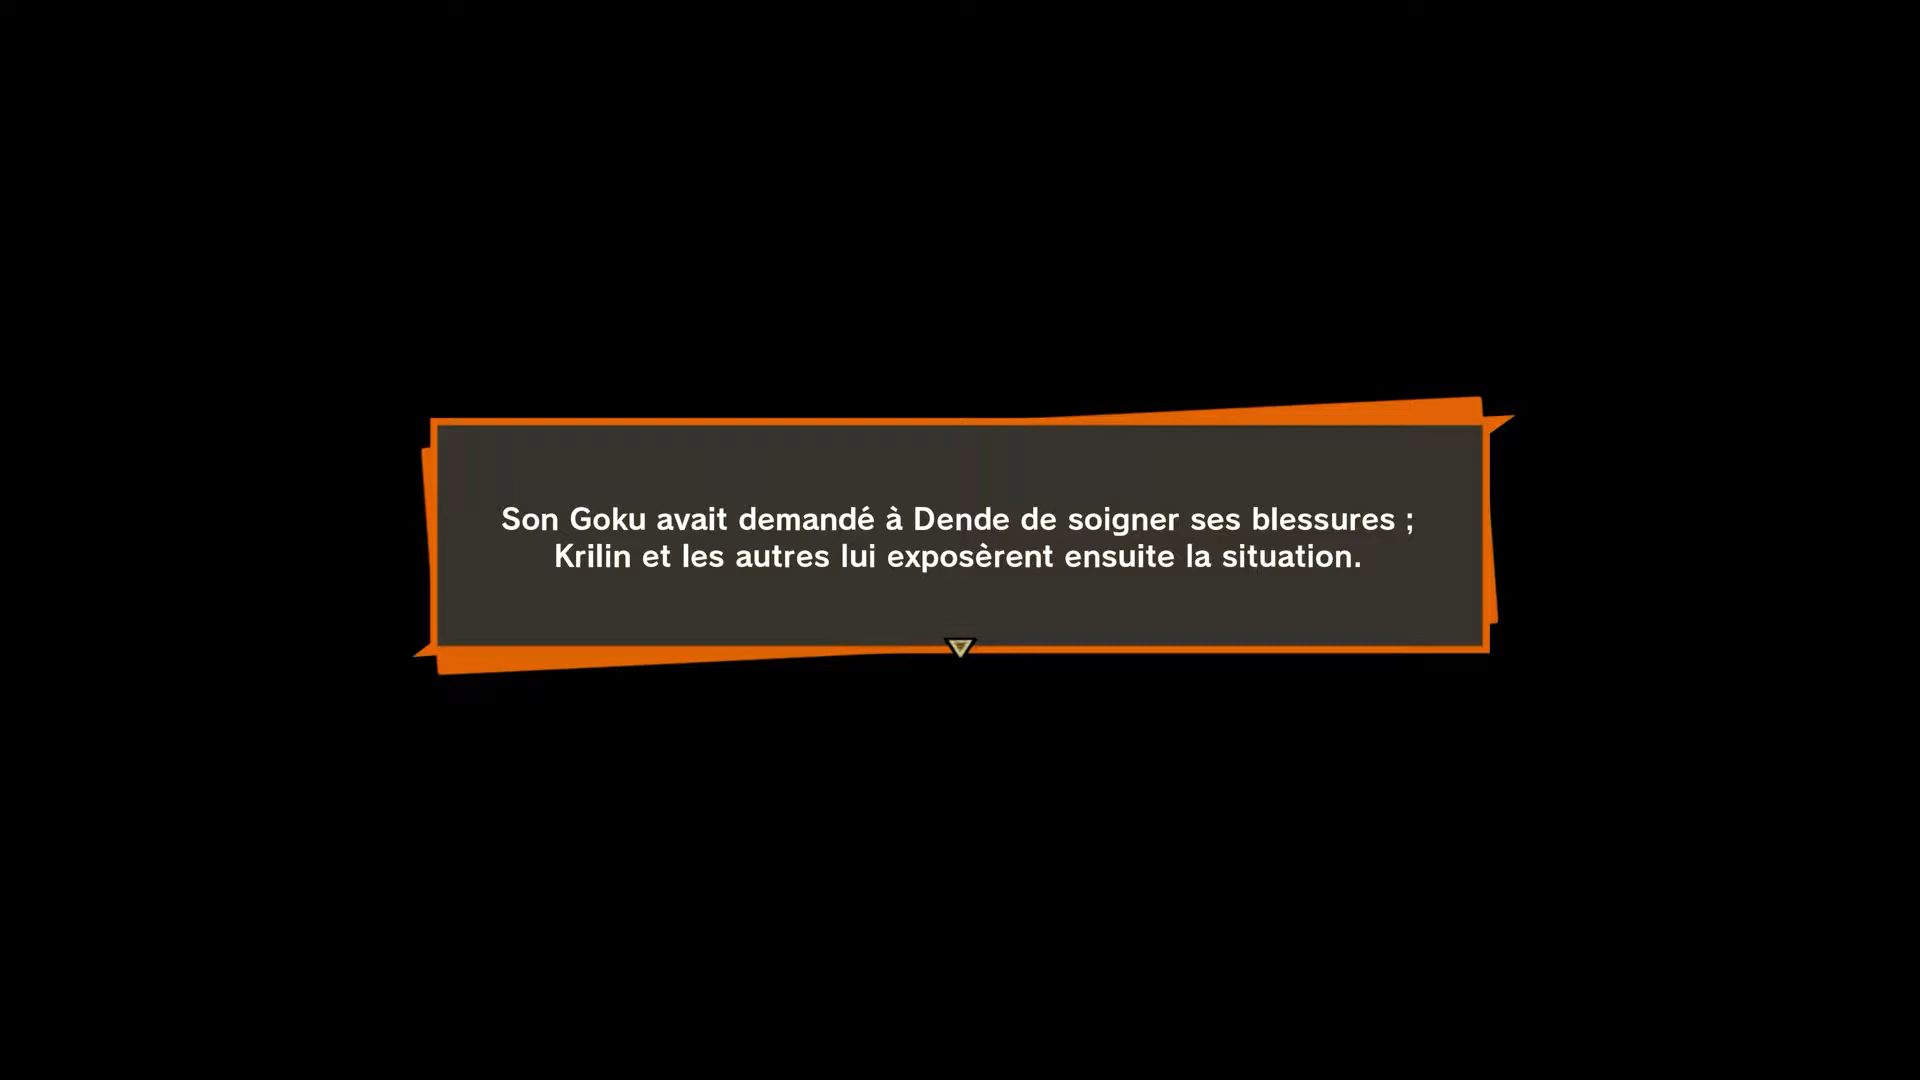 Son Goku avait demandé à Dende de soigner ses blessures ;
Krilin et les autres lui exposèrent ensuite la situation.